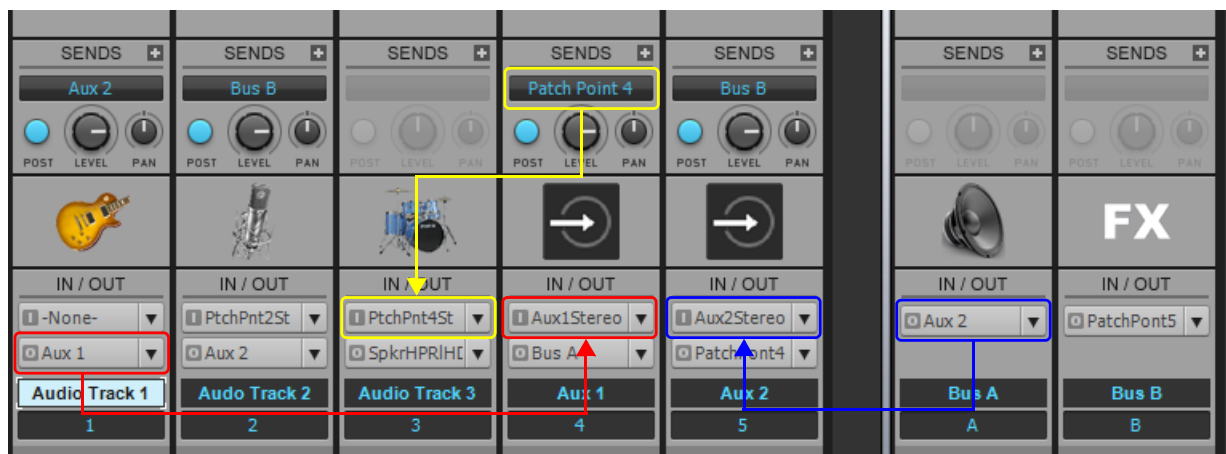 SENDS SENDS SENDS SENDS SENDS SENDS SENDS
Aux 2 Bus B Patch Point 4 Bus B
POST LEVEL PAN POST LEVEL PAN POST LEVEL PAN POST LEVEL PAN POST LEVEL PAN POST LEVEL PAN POST LEVEL PAN
FX
IN / OUT IN / OUT IN / OUT IN / OUT IN / OUT IN / OUT IN / OUT
I -None- I PtchPnt2St I PtchPnt4St I Aux1Stereo I Aux2Stereo O Aux 2 O PatchPont5
O Aux 1 O Aux 2 O SpkrHPRlHD O Bus A O PatchPont4
Audio Track 1 Audo Track 2 Audio Track 3 Aux 1 Aux 2 Bus A Bus B
1 2 3 4 5 A B